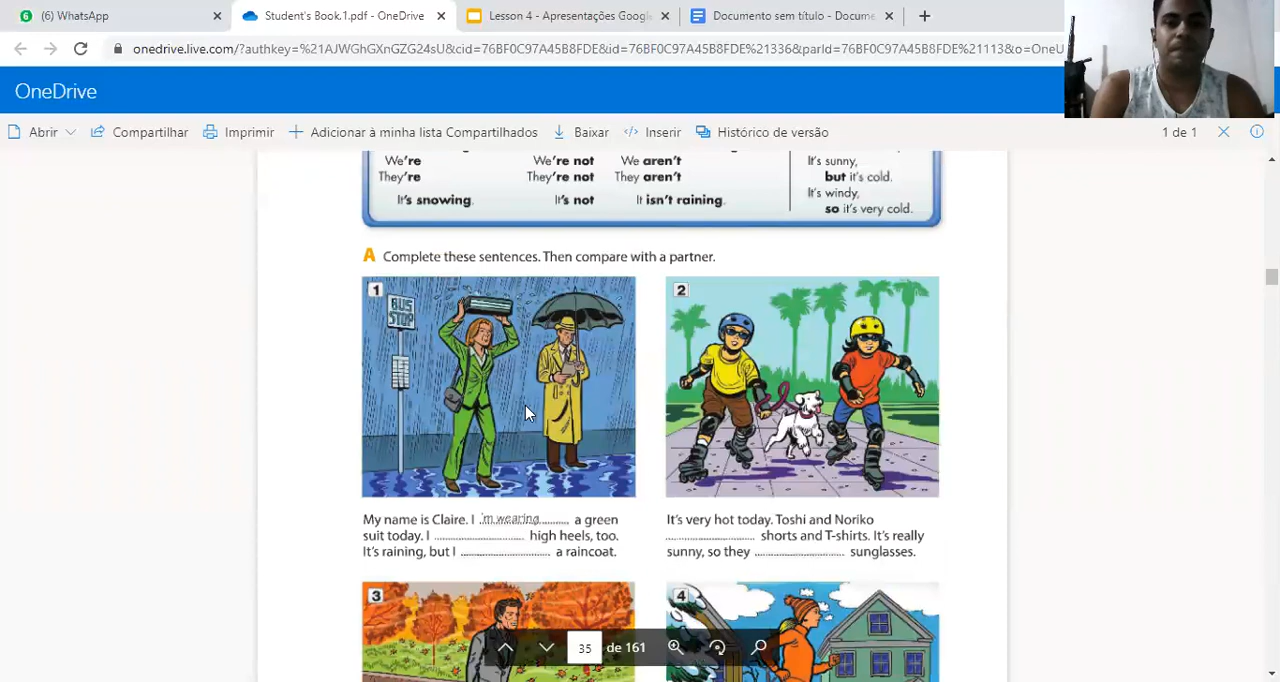 (6) WhatsApp
Student's Book.1.pdf - OneDrive
Lesson 4 - Apresentações Googl
Documento sem título - Docume
onedrive.live.com/?authkey=%21AJWGhGXnGZG24sU&cid=76BF0C97A45B8FDE&id=76BF0C97A45B8FDE%21336&parId=76BF0C97A45B8FDE%21113&o=OneU
OneDrive
Abrir
Compartilhar
Imprimir
Adicionar à minha lista Compartilhados
Baixar
Inserir
Histórico de versão
1 de 1
We're We're not We aren't It's sunny,
They're They're not They aren't but it's cold.
It's windy,
It's snowing. It's not It isn't raining. so it's very cold.
A Complete these sentences. Then compare with a partner.
1
BUS
STOP
2
My name is Claire. I 'm wearing a green
suit today. I ............ high heels, too.
It's raining, but I ............ a raincoat.
It's very hot today. Toshi and Noriko
............ shorts and T-shirts. It's really
sunny, so they ............ sunglasses.
3
4
35 de 161